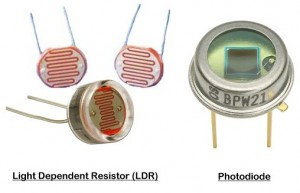 BPW21
Light Dependent Resistor (LDR)
Photodiode